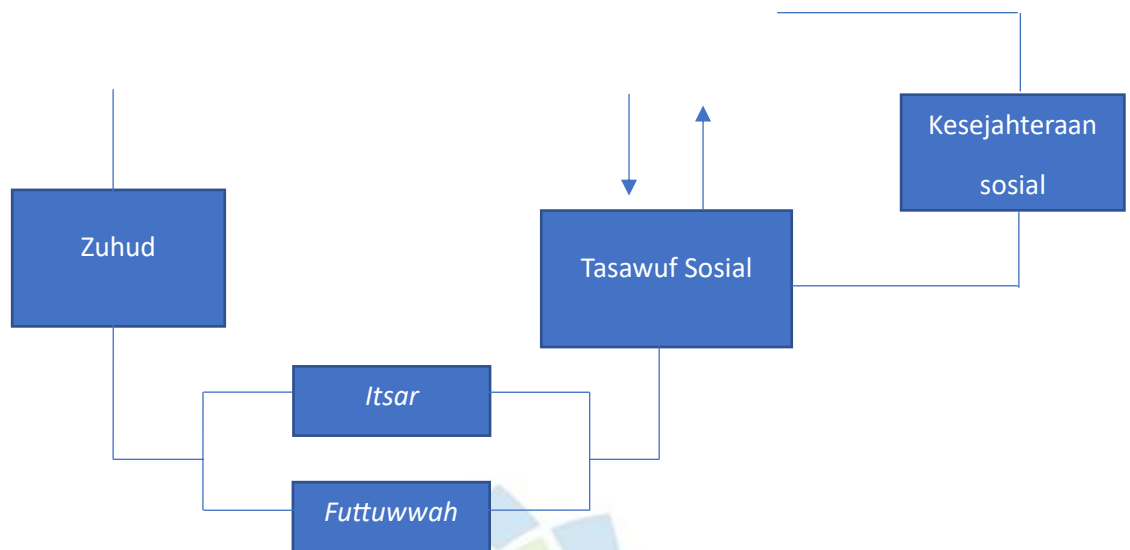 Kesejahteraan
sosial
Zuhud
Tasawuf Sosial
Itsar
Futtuwwah